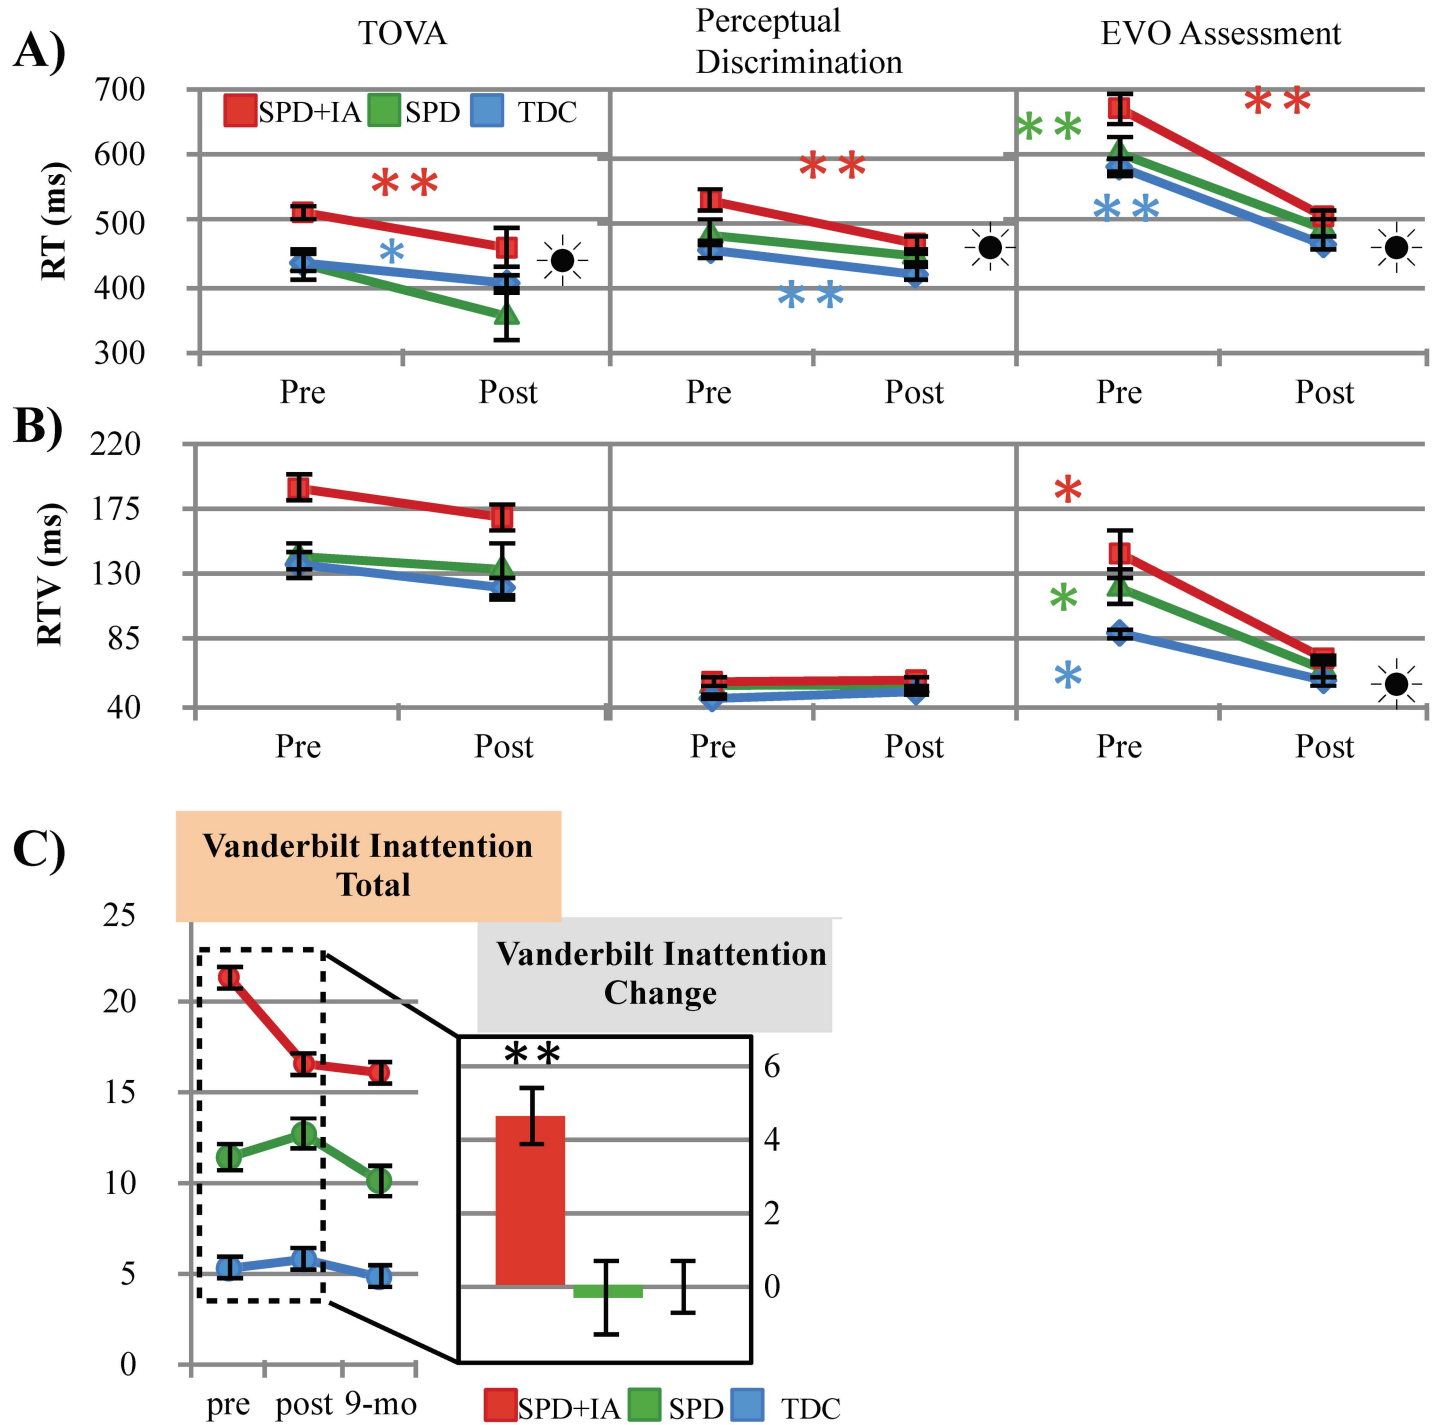 A)
TOVA
Perceptual
Discrimination
EVO Assessment
RT (ms)
700
600
500
400
300
SPD+IA SPD TDC
** 
*
**
**
**
**
**
Pre Post Pre Post Pre Post
B)
RTV (ms)
220
175
130
85
40
*
*
*
Pre Post Pre Post Pre Post
C)
Vanderbilt Inattention
Total
25
20
15
10
5
0
pre post 9-mo
Vanderbilt Inattention
Change
**
6
4
2
0
SPD+IA SPD TDC